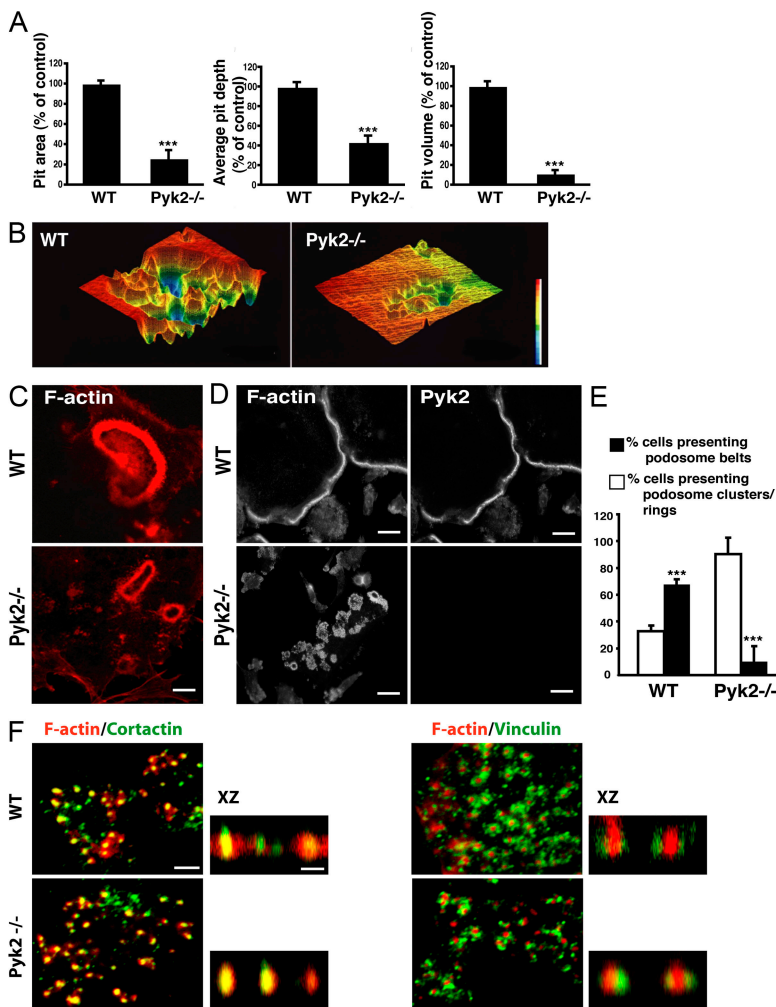 A
Pit area (% of control)
120
100
80
60
40
20
0
WT
Pyk2-/-
***
Average pit depth
(% of control)
120
100
80
60
40
20
0
WT
Pyk2-/-
***
Pit volume (% of control)
120
100
80
60
40
20
0
WT
Pyk2-/-
***
B
WT
Pyk2-/-
C
F-actin
WT
Pyk2-/-
D
F-actin
Pyk2
WT
Pyk2-/-
E
% cells presenting
podosome belts
% cells presenting
podosome clusters/
rings
120
100
80
60
40
20
0
***
***
WT
Pyk2-/-
F
F-actin/Cortactin
F-actin/Vinculin
WT
XZ
XZ
Pyk2 -/-